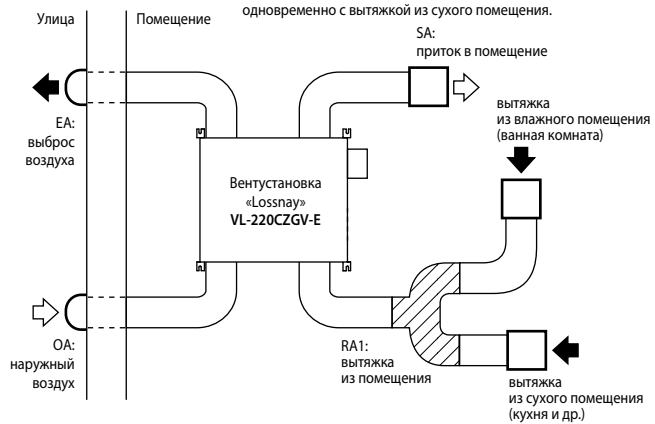 одновременно с вытяжкой из сухого помещения.
Улица
Помещение
SA:
приток в помещение
EA:
выброс
воздуха
вытяжка
из влажного помещения
(ванная комната)
Вентустановка
«Lossnay»
VL-220CZGV-E
OA:
наружный
воздух
RA1:
вытяжка
из помещения
вытяжка
из сухого помещения
(кухня и др.)